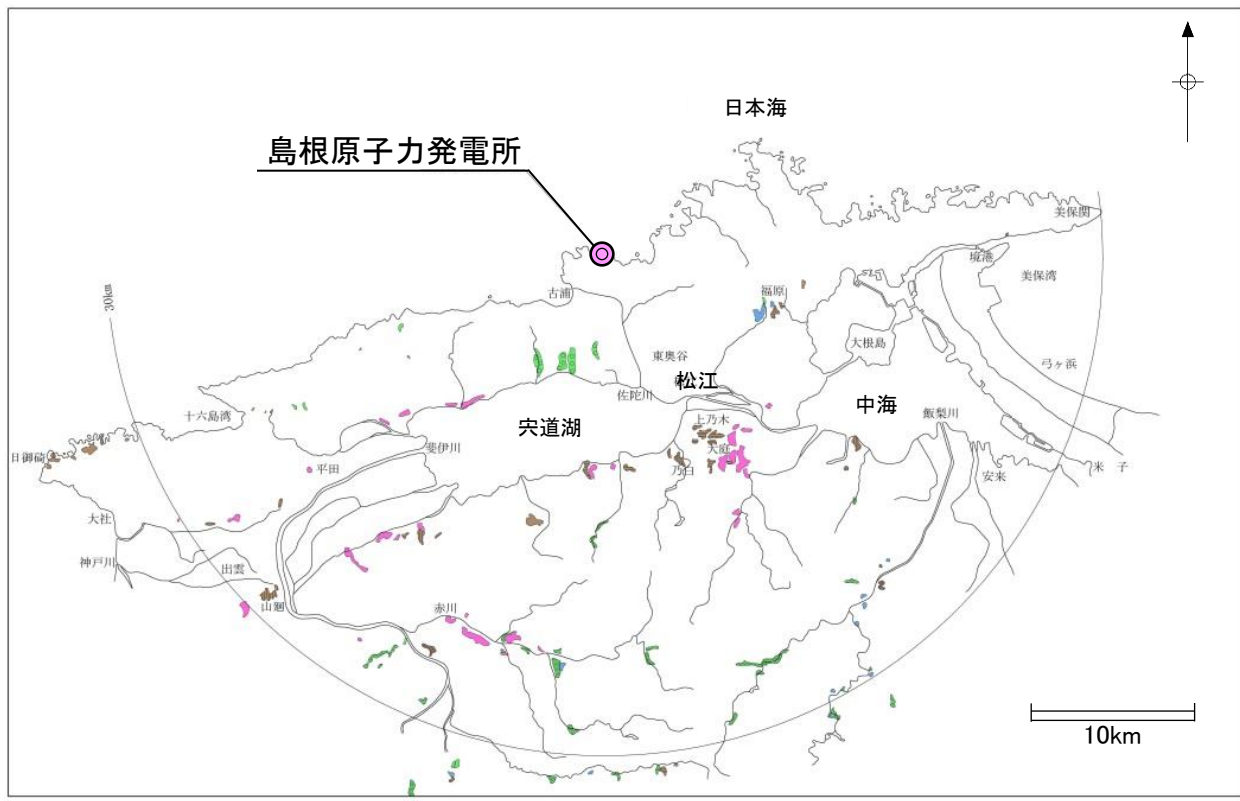 日本海
島根原子力発電所
美保関
境港
美保湾
30km
古浦
福原
大根島
東奥谷
弓ヶ浜
松江
佐陀川
中海
十六島湾
宍道湖
上乃木
飯梨川
日御碕
斐伊川
大庭
平田
乃白
米 子
安来
大社
神戸川
出雲
山廻
赤川
10km